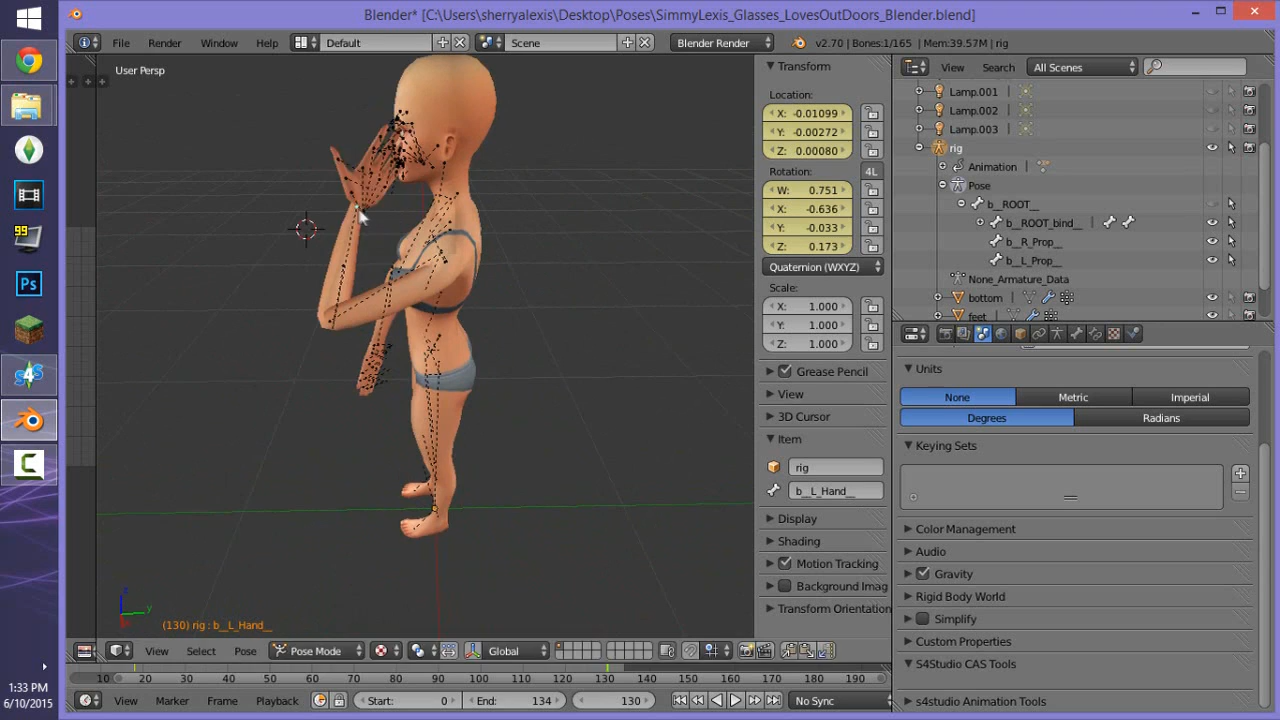 Blender* [C:\Users\sherryalexis\Desktop\Poses\SimmyLexis_Glasses_LovesOutDoors_Blender.blend]
File Render Window Help Default Scene Blender Render v2.70 | Bones:1/165 | Mem:39.57M | rig
View Search All Scenes
User Persp
Transform
Location:
X: -0.01099
Y: -0.00272
Z: 0.00080
Rotation: 4L
W: 0.751
X: -0.636
Y: -0.033
Z: 0.173
Quaternion (WXYZ)
Scale:
X: 1.000
Y: 1.000
Z: 1.000
Grease Pencil
View
3D Cursor
Item
rig
b__L_Hand__
Display
Shading
Motion Tracking
Background Imag
Transform Orientation
Lamp.001
Lamp.002
Lamp.003
rig
Animation
Pose
b__ROOT__
b__ROOT_bind__
b__R_Prop__
b__L_Prop__
None_Armature_Data
bottom
feet
Units
None Metric Imperial
Degrees Radians
Keying Sets
Color Management
Audio
Gravity
Rigid Body World
Simplify
Custom Properties
S4Studio CAS Tools
s4studio Animation Tools
99
Ps
z
y
(130) rig : b__L_Hand__
View Select Pose Pose Mode Global
10 20 30 40 50 60 70 80 90 100 110 120 130 140 150 160 170 180 190
View Marker Frame Playback Start: 0 End: 134 130 No Sync
1:33 PM
6/10/2015